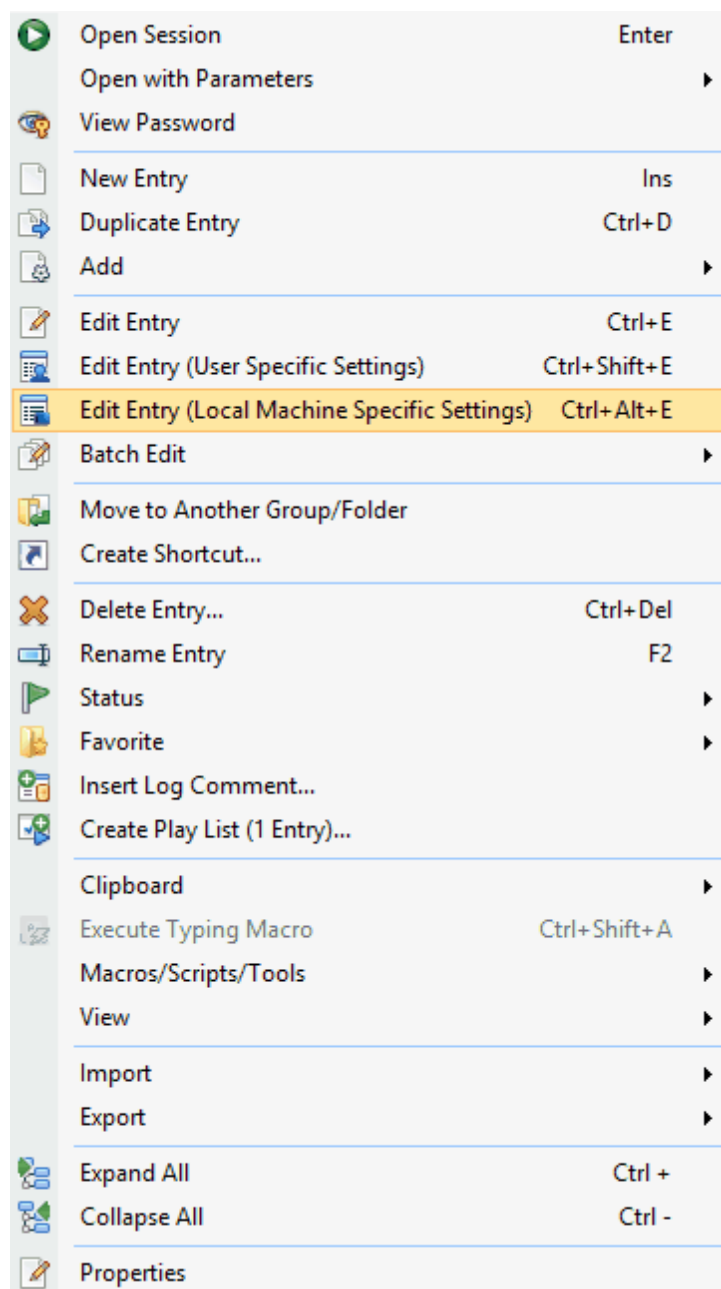 Open Session Enter
Open with Parameters
View Password
New Entry Ins
Duplicate Entry Ctrl+D
Add
Edit Entry Ctrl+E
Edit Entry (User Specific Settings) Ctrl+Shift+E
Edit Entry (Local Machine Specific Settings) Ctrl+Alt+E
Batch Edit
Move to Another Group/Folder
Create Shortcut...
Delete Entry... Ctrl+Del
Rename Entry F2
Status
Favorite
Insert Log Comment...
Create Play List (1 Entry)...
Clipboard
Execute Typing Macro Ctrl+Shift+A
Macros/Scripts/Tools
View
Import
Export
Expand All Ctrl +
Collapse All Ctrl -
Properties